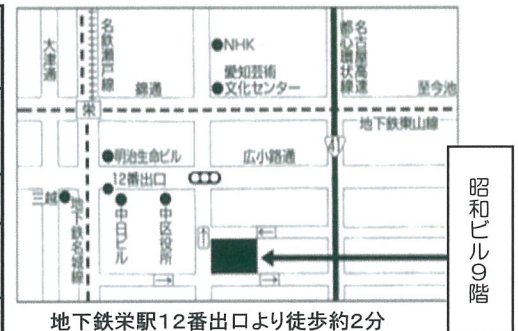 大津通
名鉄瀬戸線
錦通
NHK
愛知芸術
文化センター
名古屋高速
都心環状線
至今池
栄
地下鉄東山線
明治生命ビル
広小路通
12番出口
三越
地下鉄名城線
中日ビル
中区役所
昭和ビル9階
地下鉄栄駅12番出口より徒歩約2分